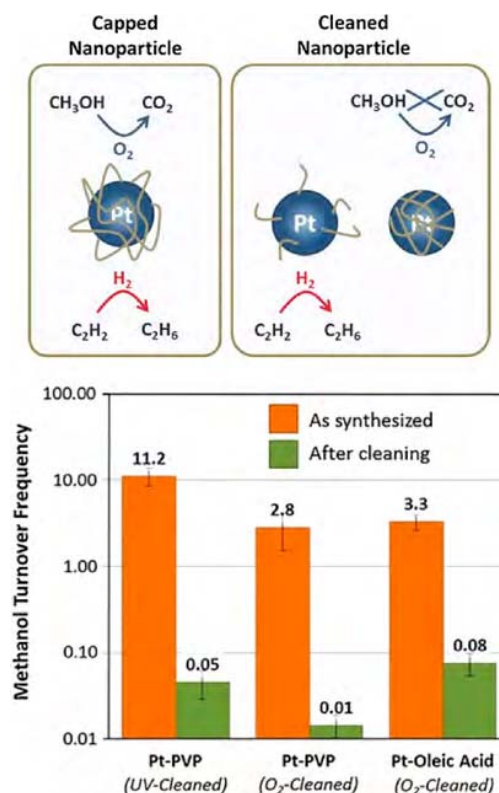 Capped
Nanoparticle
CH₃OH CO₂
O₂
Pt
H₂
C₂H₂ C₂H₆
Cleaned
Nanoparticle
CH₃OH CO₂
O₂
Pt Pt
H₂
C₂H₂ C₂H₆
Methanol Turnover Frequency
100.00
10.00
1.00
0.10
0.01
As synthesized
After cleaning
11.2
0.05
2.8
0.01
3.3
0.08
Pt-PVP
(UV-Cleaned)
Pt-PVP
(O₂-Cleaned)
Pt-Oleic Acid
(O₂-Cleaned)